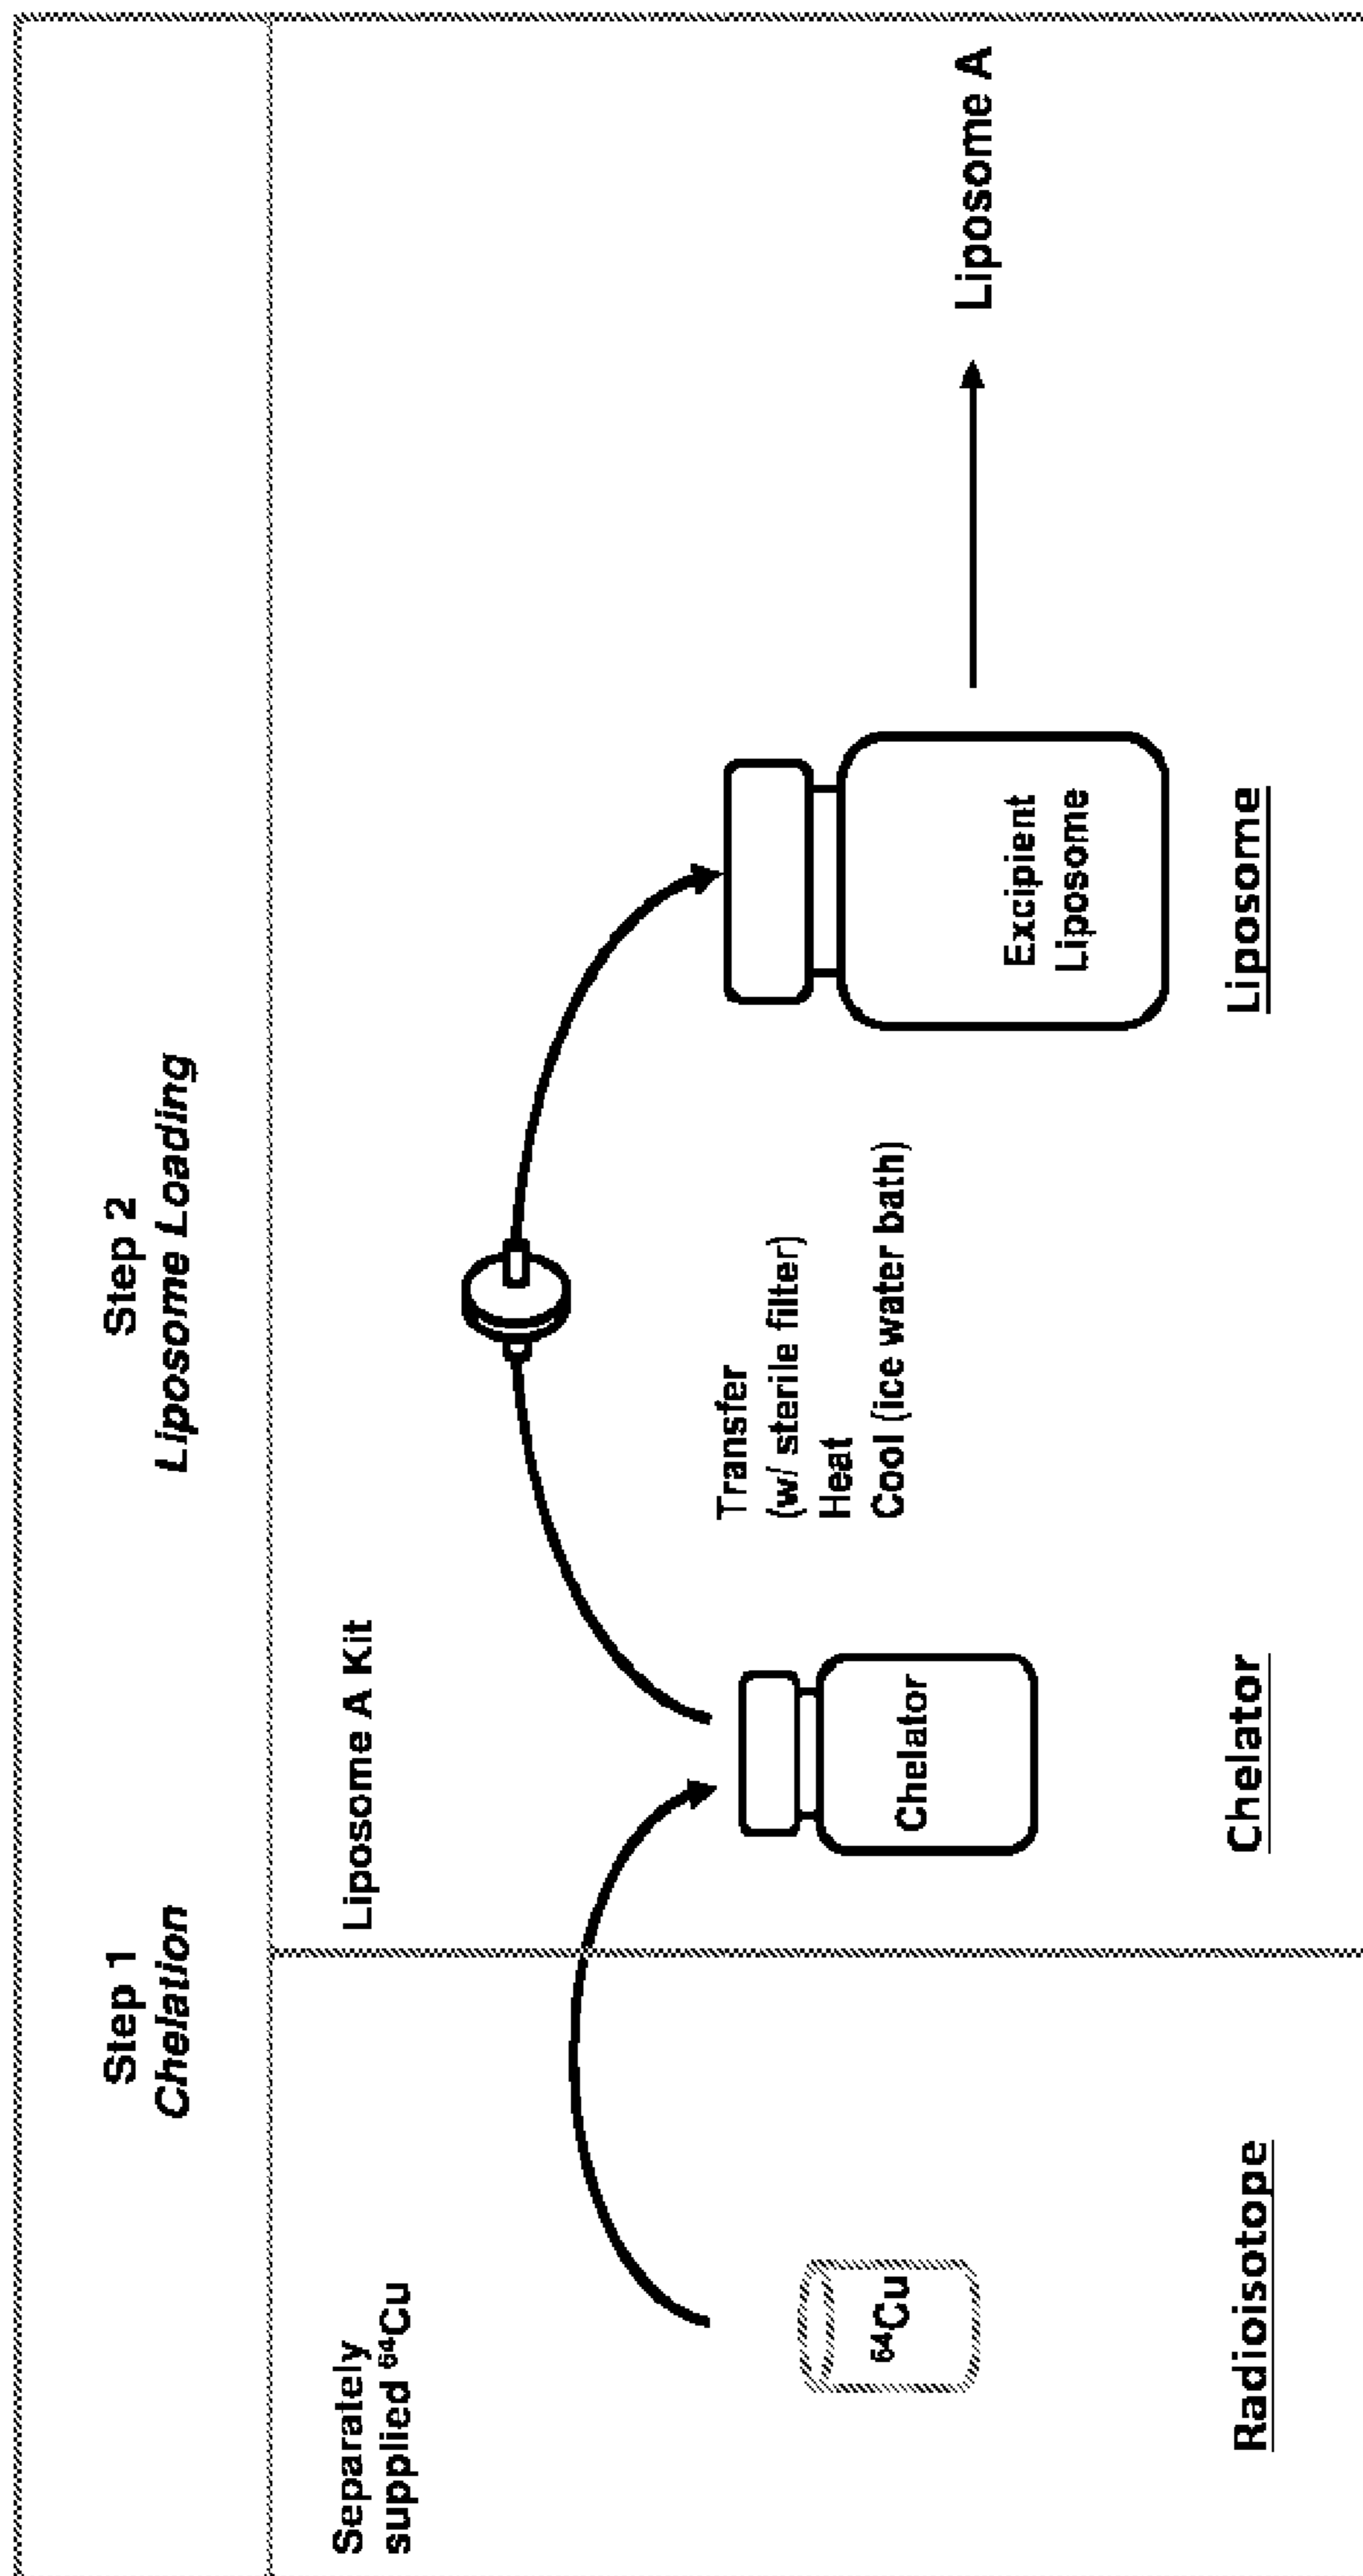 Step 1
Chelation
Step 2
Liposome Loading
Separately
supplied ⁶⁴Cu
Liposome A Kit
⁶⁴Cu
Chelator
Transfer
(w/ sterile filter)
Heat
Cool (ice water bath)
Excipient
Liposome
Liposome A
Radioisotope
Chelator
Liposome